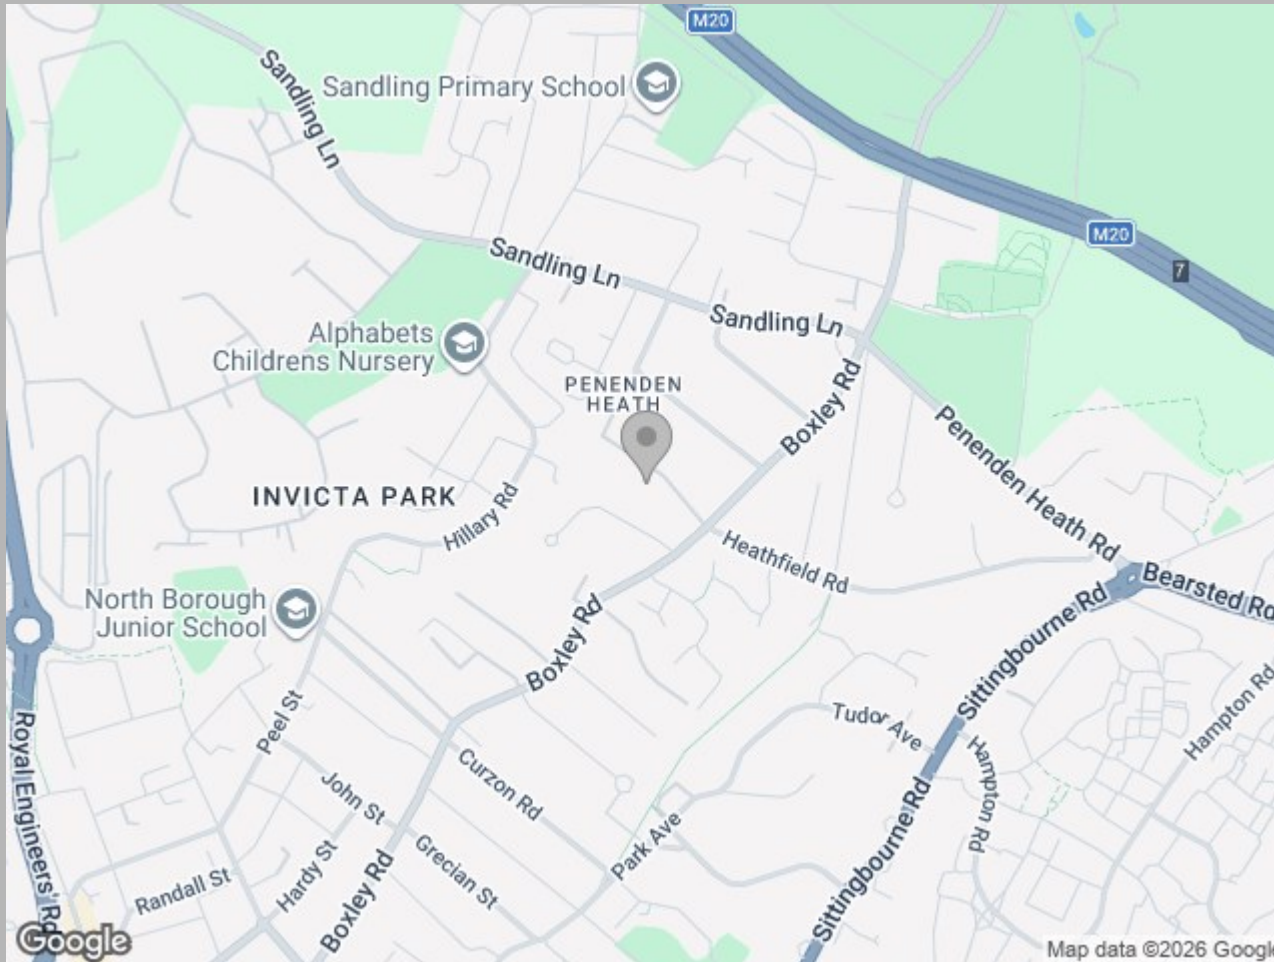 M20
Sandling Ln
Sandling Primary School
M20
7
Sandling Ln
Sandling Ln
Alphabets
Childrens Nursery
PENENDEN
HEATH
Boxley Rd
Penenden Heath Rd
INVICTA PARK
Hillary Rd
Heathfield Rd
Bearsted Rd
North Borough
Junior School
Boxley Rd
Sittingbourne Rd
Hampton Rd
Peel St
Tudor Ave
Royal Engineers' Rd
Curzon Rd
Hampton Rd
John St
Sittingbourne Rd
Park Ave
Grecian St
Hardy St
Randall St
Boxley Rd
Google
Map data ©2026 Google